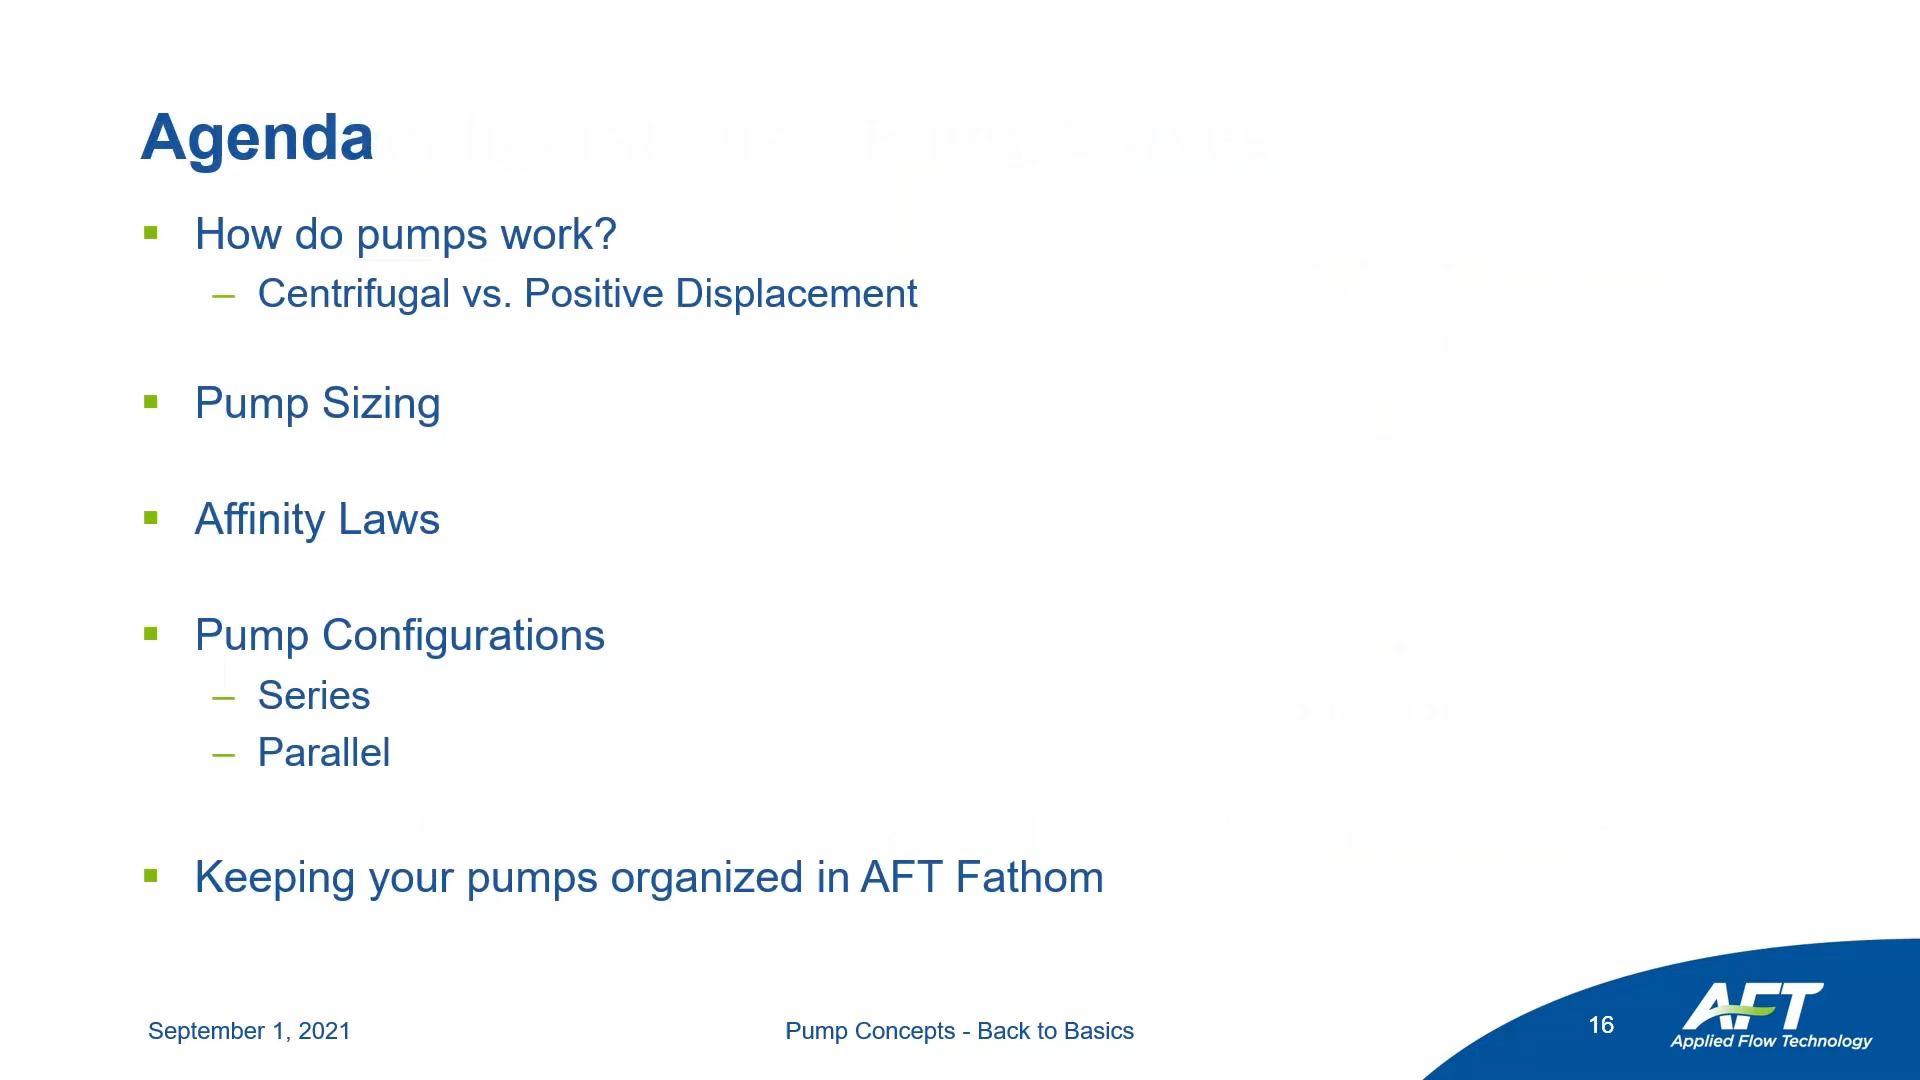 Agenda
How do pumps work?
– Centrifugal vs. Positive Displacement
Pump Sizing
Affinity Laws
Pump Configurations
– Series
– Parallel
Keeping your pumps organized in AFT Fathom
September 1, 2021
Pump Concepts - Back to Basics
16
AFT
Applied Flow Technology